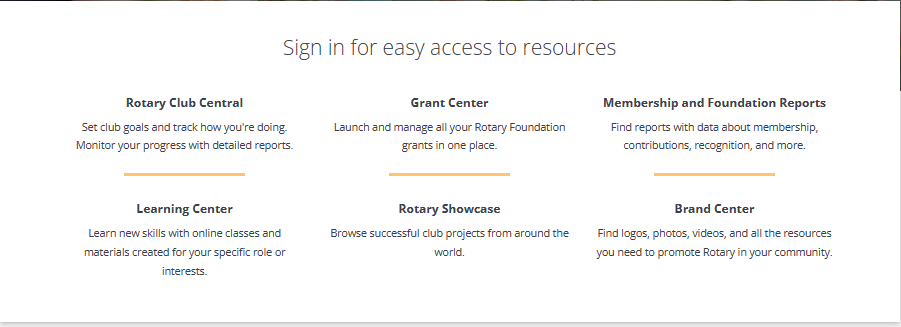 Sign in for easy access to resources
Rotary Club Central
Set club goals and track how you're doing.
Monitor your progress with detailed reports.
Grant Center
Launch and manage all your Rotary Foundation
grants in one place.
Membership and Foundation Reports
Find reports with data about membership,
contributions, recognition, and more.
Learning Center
Learn new skills with online classes and
materials created for your specific role or
interests.
Rotary Showcase
Browse successful club projects from around the
world.
Brand Center
Find logos, photos, videos, and all the resources
you need to promote Rotary in your community.